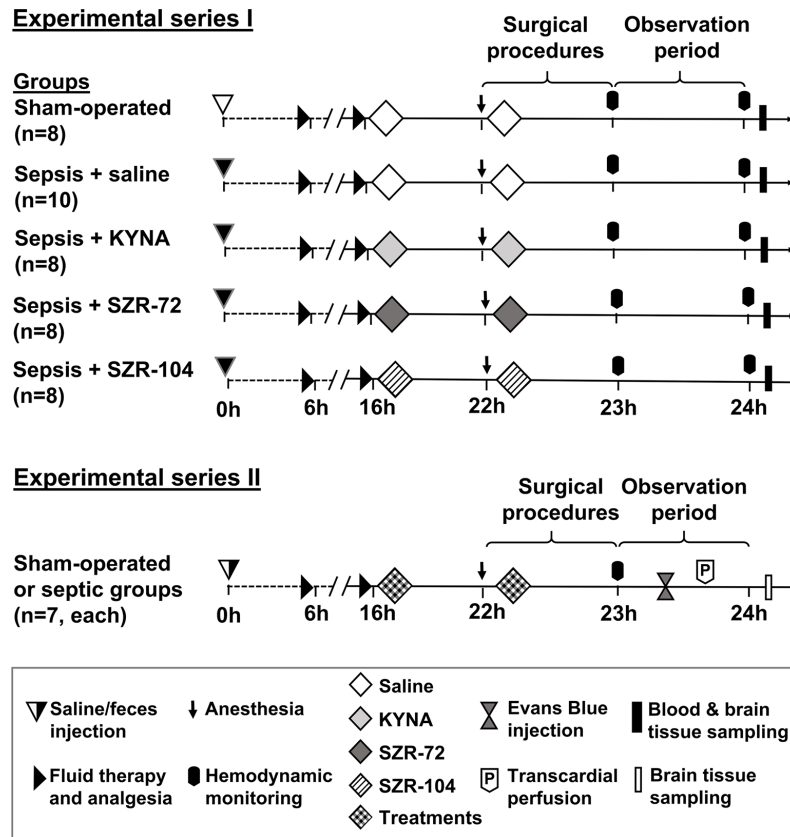 Experimental series I
Surgical procedures
Observation period
Groups
Sham-operated
(n=8)
Sepsis + saline
(n=10)
Sepsis + KYNA
(n=8)
Sepsis + SZR-72
(n=8)
Sepsis + SZR-104
(n=8)
0h 6h 16h 22h 23h 24h
Experimental series II
Surgical procedures
Observation period
Sham-operated
or septic groups
(n=7, each)
0h 6h 16h 22h 23h 24h
P
Saline/feces
injection
Anesthesia
Saline
KYNA
SZR-72
SZR-104
Treatments
Evans Blue
injection
Blood & brain
tissue sampling
Fluid therapy
and analgesia
Hemodynamic
monitoring
P
Transcardial
perfusion
Brain tissue
sampling